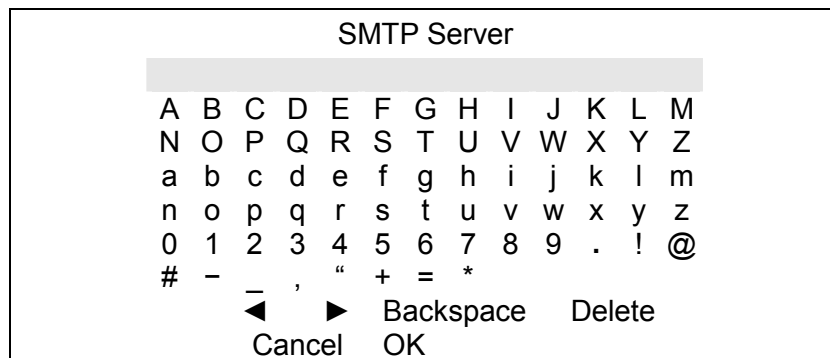 SMTP Server
A B C D E F G H I J K L M
N O P Q R S T U V W X Y Z
a b c d e f g h i j k l m
n o p q r s t u v w x y z
0 1 2 3 4 5 6 7 8 9 . ! @
# − _ , “ + = *
◄ ► Backspace Delete
Cancel OK